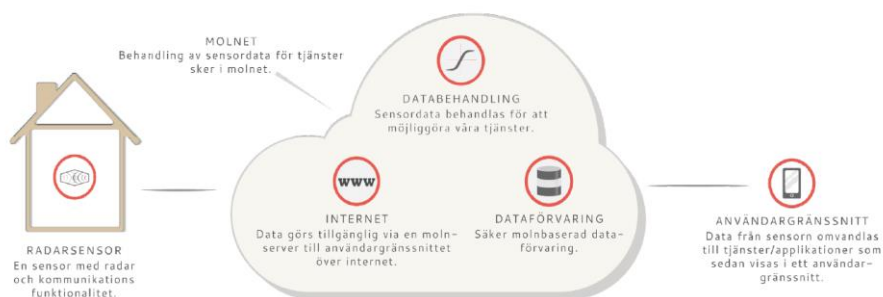 MOLNET
Behandling av sensordata för tjänster
sker i molnet.
DATABEHANDLING
Sensordata behandlas för att
möjliggöra våra tjänster.
RADARSENSOR
En sensor med radar
och kommunikations
funktionalitet.
www
INTERNET
Data görs tillgänglig via en moln-
server till användargränssnittet
över internet.
DATAFÖRVARING
Säker molnbaserad data-
förvaring.
ANVÄNDARGRÄNSSNITT
Data från sensorn omvandlas
till tjänster/applikationer som
sedan visas i ett användar-
gränssnitt.